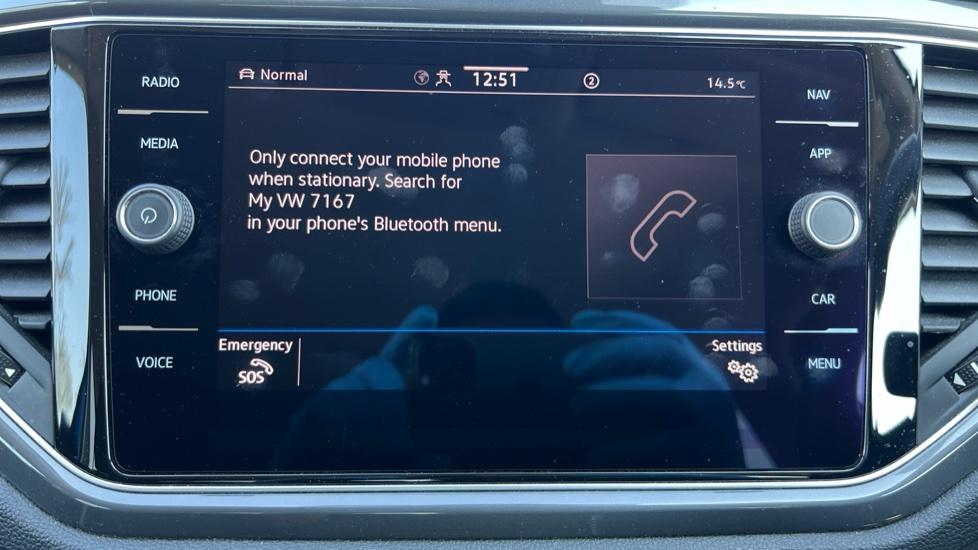 RADIO
MEDIA
PHONE
VOICE
Normal
12:51
2
14.5°C
Only connect your mobile phone
when stationary. Search for
My VW 7167
in your phone's Bluetooth menu.
Emergency
SOS
Settings
NAV
APP
CAR
MENU